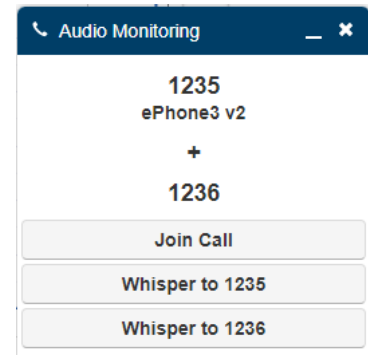 Audio Monitoring
1235
ePhone3 v2
+
1236
Join Call
Whisper to 1235
Whisper to 1236